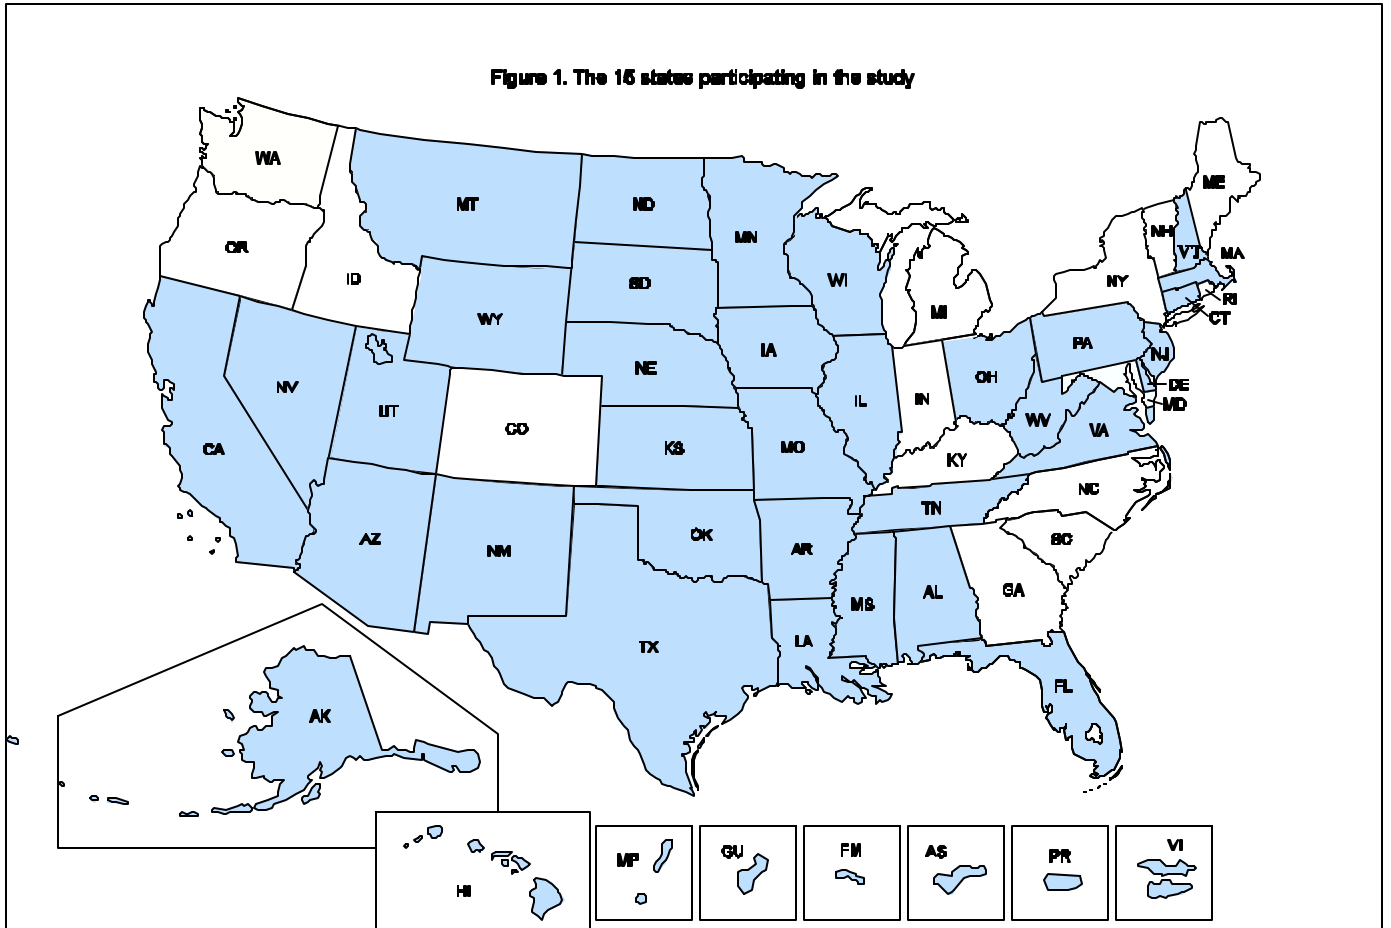 Figure 1. The 15 states participating in the study
WA
ME
MT
ND
OR
MN
NH
VT
MA
ID
SD
WI
NY
RI
WY
MI
CT
IA
PA
NJ
NE
OH
DE
NV
UT
IL
IN
MD
CO
WV
VA
CA
KS
MO
KY
NC
TN
AZ
NM
OK
AR
SC
MS
AL
GA
TX
LA
FL
AK
HI
MP
GU
FM
AS
PR
VI